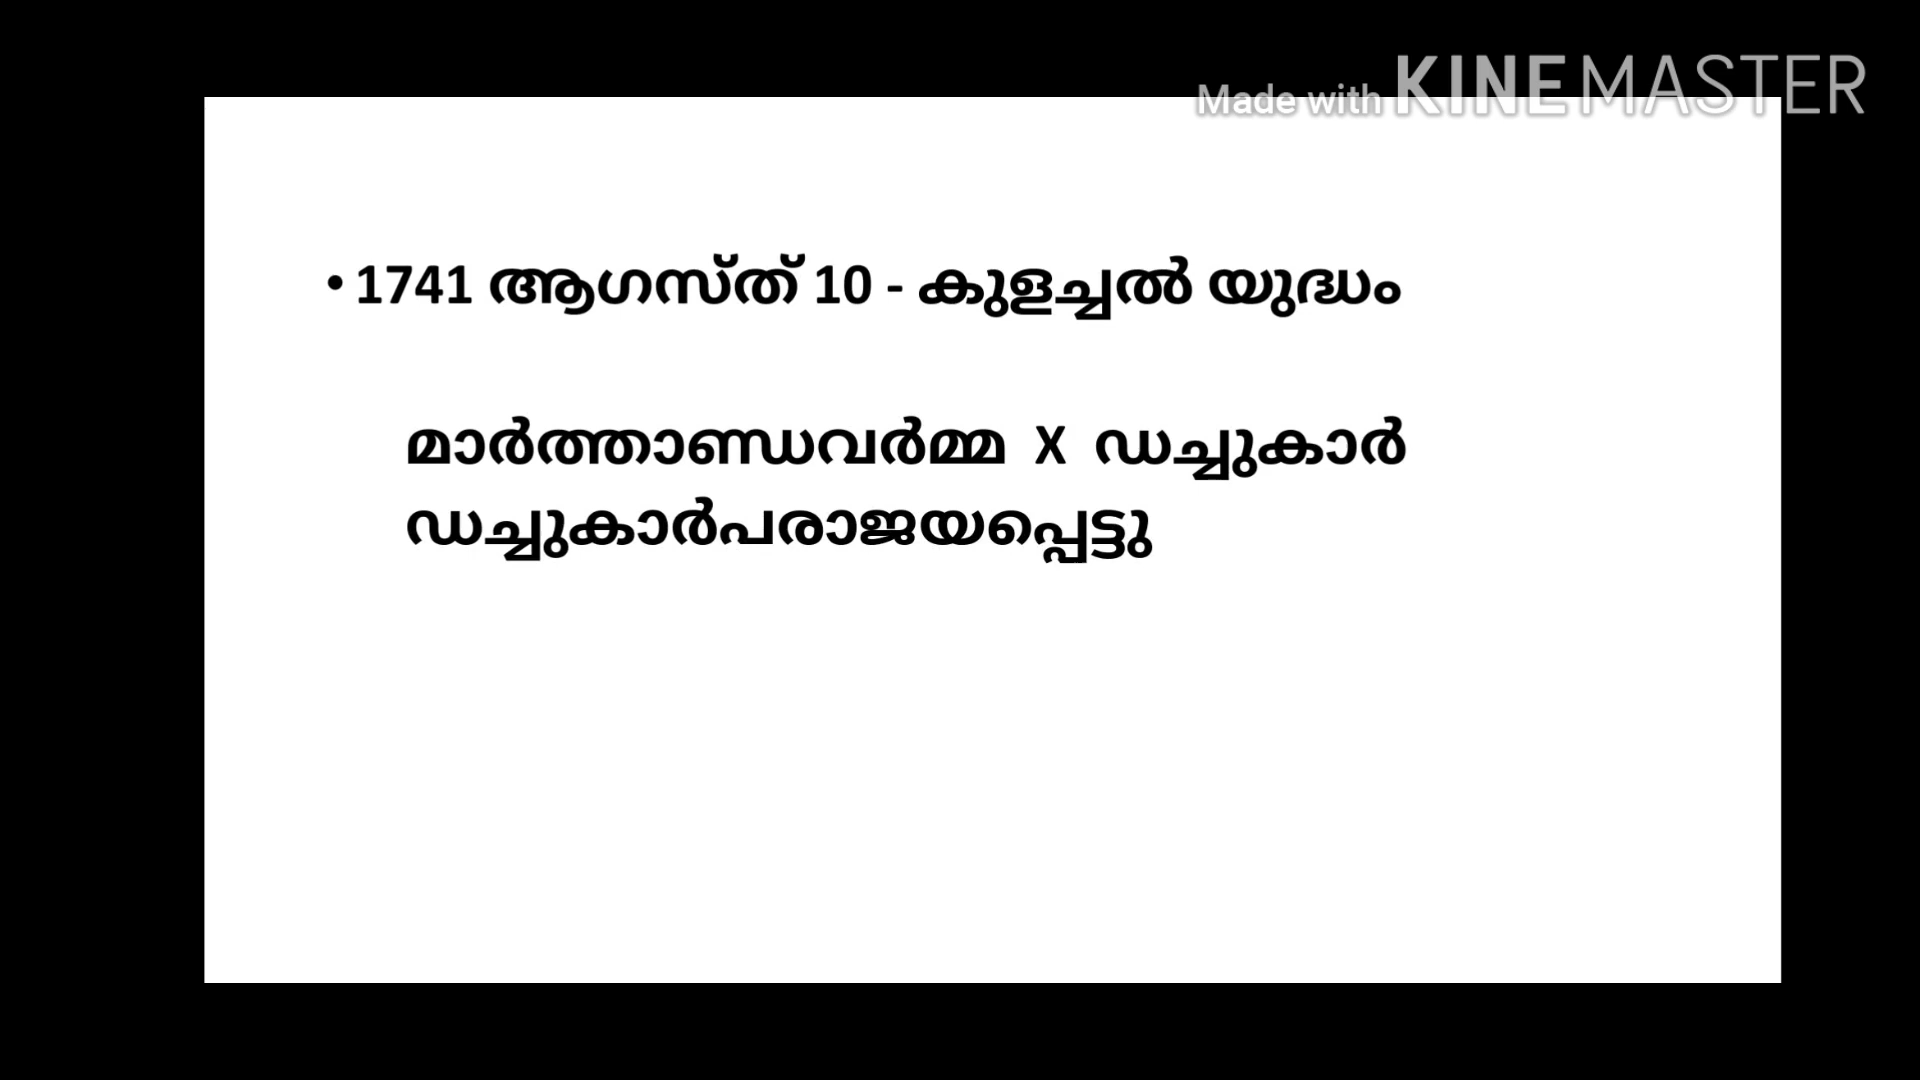 Made with KINEMASTER
• 1741 ആഗസ്ത് 10 - കുളച്ചൽ യുദ്ധം
മാർത്താണ്ഡവർമ്മ X ഡച്ചുകാർ
ഡച്ചുകാർപരാജയപ്പെട്ടു